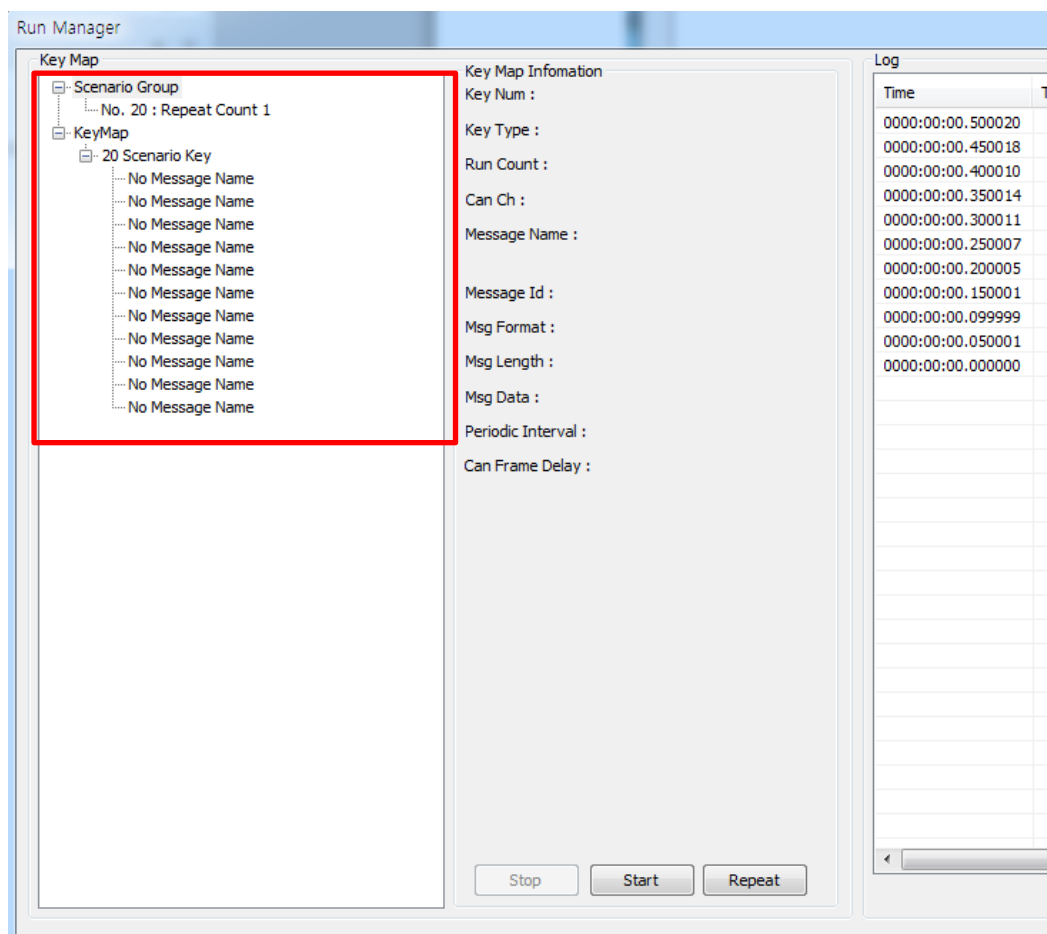 Run Manager
Key Map
Scenario Group
No. 20 : Repeat Count 1
KeyMap
20 Scenario Key
No Message Name
No Message Name
No Message Name
No Message Name
No Message Name
No Message Name
No Message Name
No Message Name
No Message Name
No Message Name
No Message Name
Key Map Infomation
Key Num :
Key Type :
Run Count :
Can Ch :
Message Name :
Message Id :
Msg Format :
Msg Length :
Msg Data :
Periodic Interval :
Can Frame Delay :
Stop Start Repeat
Log
Time
0000:00:00.500020
0000:00:00.450018
0000:00:00.400010
0000:00:00.350014
0000:00:00.300011
0000:00:00.250007
0000:00:00.200005
0000:00:00.150001
0000:00:00.099999
0000:00:00.050001
0000:00:00.000000